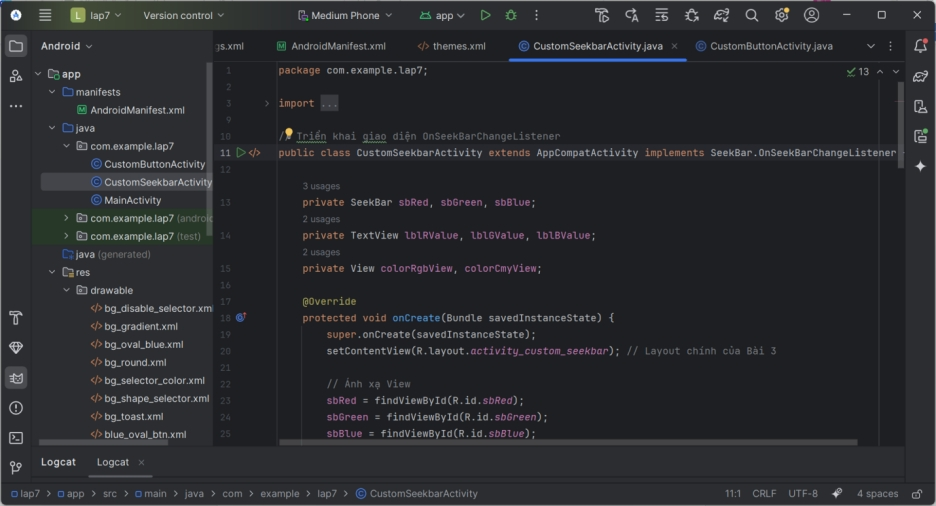 L lap7 Version control Medium Phone app
Android
gs.xml AndroidManifest.xml themes.xml CustomSeekbarActivity.java CustomButtonActivity.java
app
manifests
AndroidManifest.xml
java
com.example.lap7
CustomButtonActivity
CustomSeekbarActivity
MainActivity
com.example.lap7 (androi
com.example.lap7 (test)
java (generated)
res
drawable
bg_disable_selector.xml
bg_gradient.xml
bg_oval_blue.xml
bg_round.xml
bg_selector_color.xml
bg_shape_selector.xml
bg_toast.xml
blue_oval_btn.xml
13
1 package com.example.lap7;
2
3 import ...
9
10 // Triển khai giao diện OnSeekBarChangeListener
11 public class CustomSeekbarActivity extends AppCompatActivity implements SeekBar.OnSeekBarChangeListener
12
3 usages
13 private SeekBar sbRed, sbGreen, sbBlue;
2 usages
14 private TextView lblRValue, lblGValue, lblBValue;
2 usages
15 private View colorRgbView, colorCmyView;
16
17 @Override
18 protected void onCreate(Bundle savedInstanceState) {
19 super.onCreate(savedInstanceState);
20 setContentView(R.layout.activity_custom_seekbar); // Layout chính của Bài 3
21
22 // Ánh xạ View
23 sbRed = findViewById(R.id.sbRed);
24 sbGreen = findViewById(R.id.sbGreen);
25 sbBlue = findViewById(R.id.sbBlue);
Logcat Logcat
lap7 > app > src > main > java > com > example > lap7 > CustomSeekbarActivity 11:1 CRLF UTF-8 4 spaces